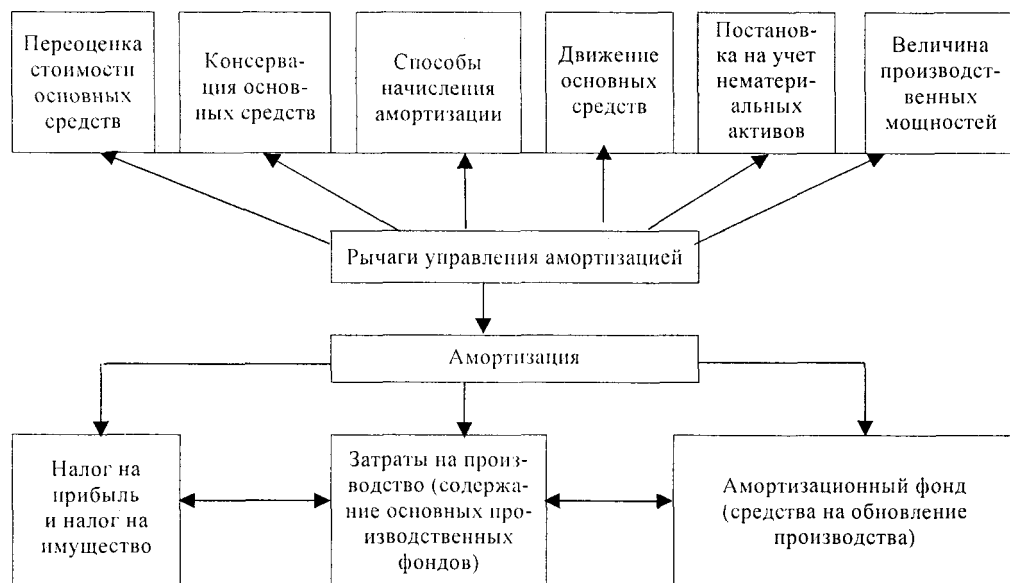 Переоценка
стоимости
основных
средств
Консерва-
ция основ-
ных средств
Способы
начисления
амортизации
Движение
основных
средств
Постанов-
ка на учет
нематери-
альных
активов
Величина
производст-
венных
мощностей
Рычаги управления амортизацией
Амортизация
Налог на
прибыль
и налог на
имущество
Затраты на произ-
водство (содержа-
ние основных про-
изводственных
фондов)
Амортизационный фонд
(средства на обновление
производства)